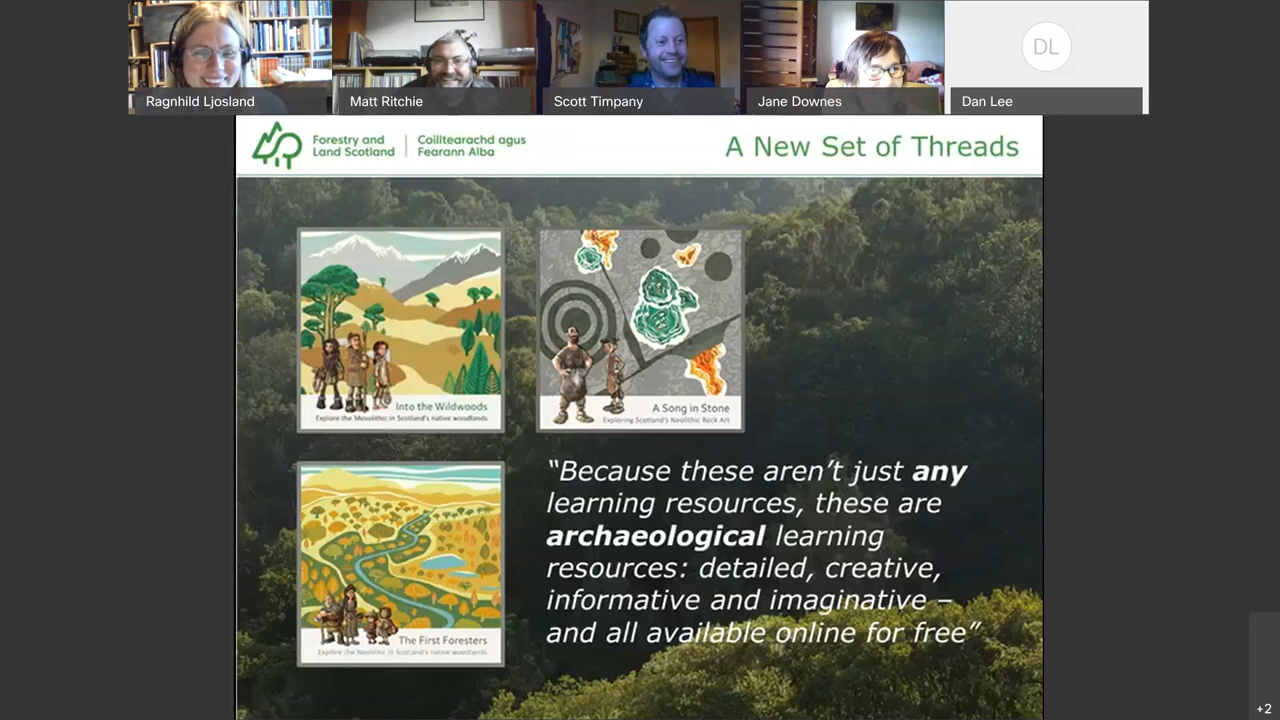 Ragnhild Ljosland
Matt Ritchie
Scott Timpany
Jane Downes
DL
Dan Lee
Forestry and
Land Scotland
Coilltearachd agus
Fearann Alba
A New Set of Threads
Into the Wildwoods
Explore the Mesolithic in Scotland's native woodlands
A Song in Stone
Exploring Scotland's Neolithic Rock Art
The First Foresters
Explore the Neolithic in Scotland's native woodlands
“Because these aren’t just any
learning resources, these are
archaeological learning
resources: detailed, creative,
informative and imaginative –
and all available online for free”
+2